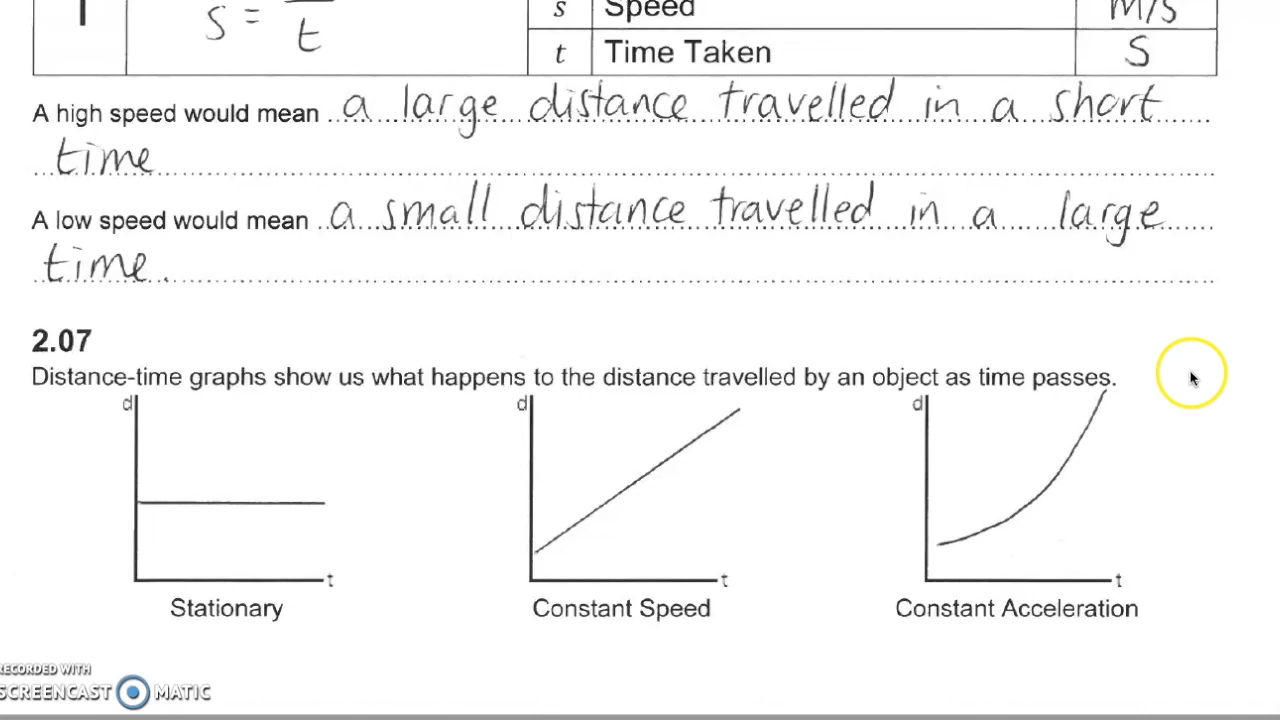 s Speed M/S
S = t
t Time Taken S
A high speed would mean a large distance travelled in a short
time
A low speed would mean a small distance travelled in a large
time.
2.07
Distance-time graphs show us what happens to the distance travelled by an object as time passes.
d d d
t t t
Stationary Constant Speed Constant Acceleration
RECORDED WITH
SCREENCAST MATIC